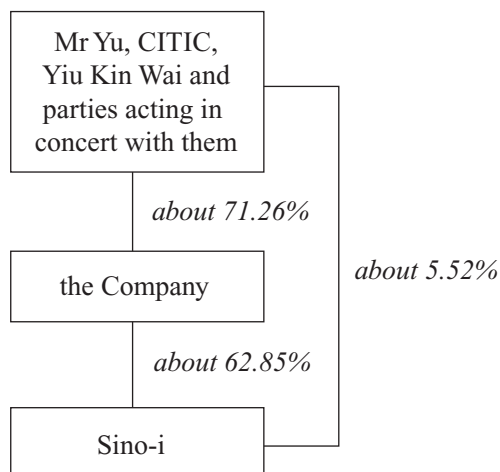 Mr Yu, CITIC,
Yiu Kin Wai and
parties acting in
concert with them
about 71.26%
the Company
about 5.52%
about 62.85%
Sino-i